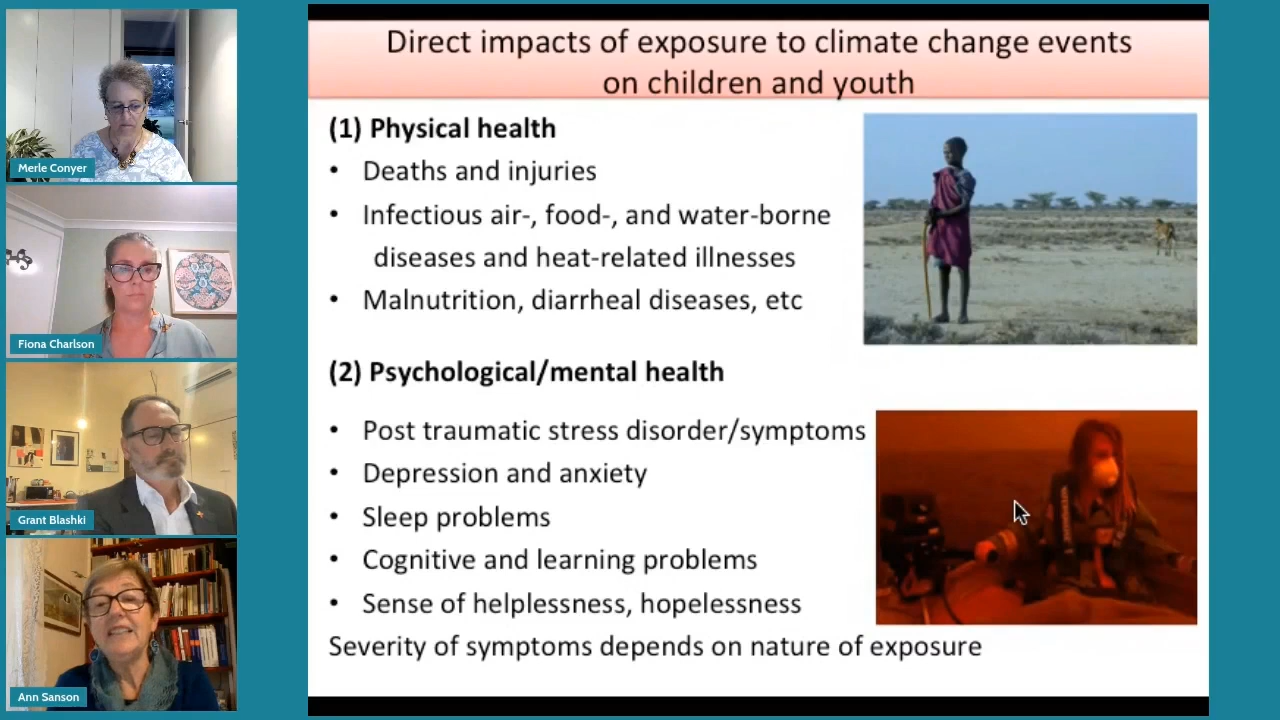 Merle Conyer
Fiona Charlson
Grant Blashki
Ann Sanson
Direct impacts of exposure to climate change events
on children and youth
(1) Physical health
• Deaths and injuries
• Infectious air-, food-, and water-borne
diseases and heat-related illnesses
• Malnutrition, diarrheal diseases, etc
(2) Psychological/mental health
• Post traumatic stress disorder/symptoms
• Depression and anxiety
• Sleep problems
• Cognitive and learning problems
• Sense of helplessness, hopelessness
Severity of symptoms depends on nature of exposure